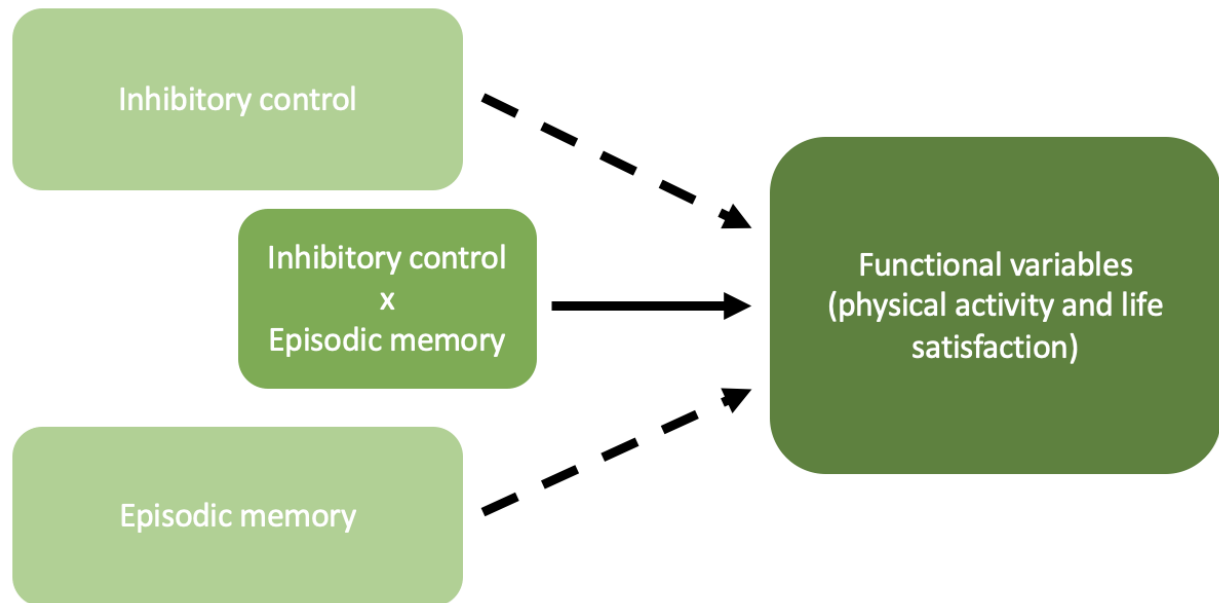 Inhibitory control
Inhibitory control
x
Episodic memory
Episodic memory
Functional variables
(physical activity and life
satisfaction)